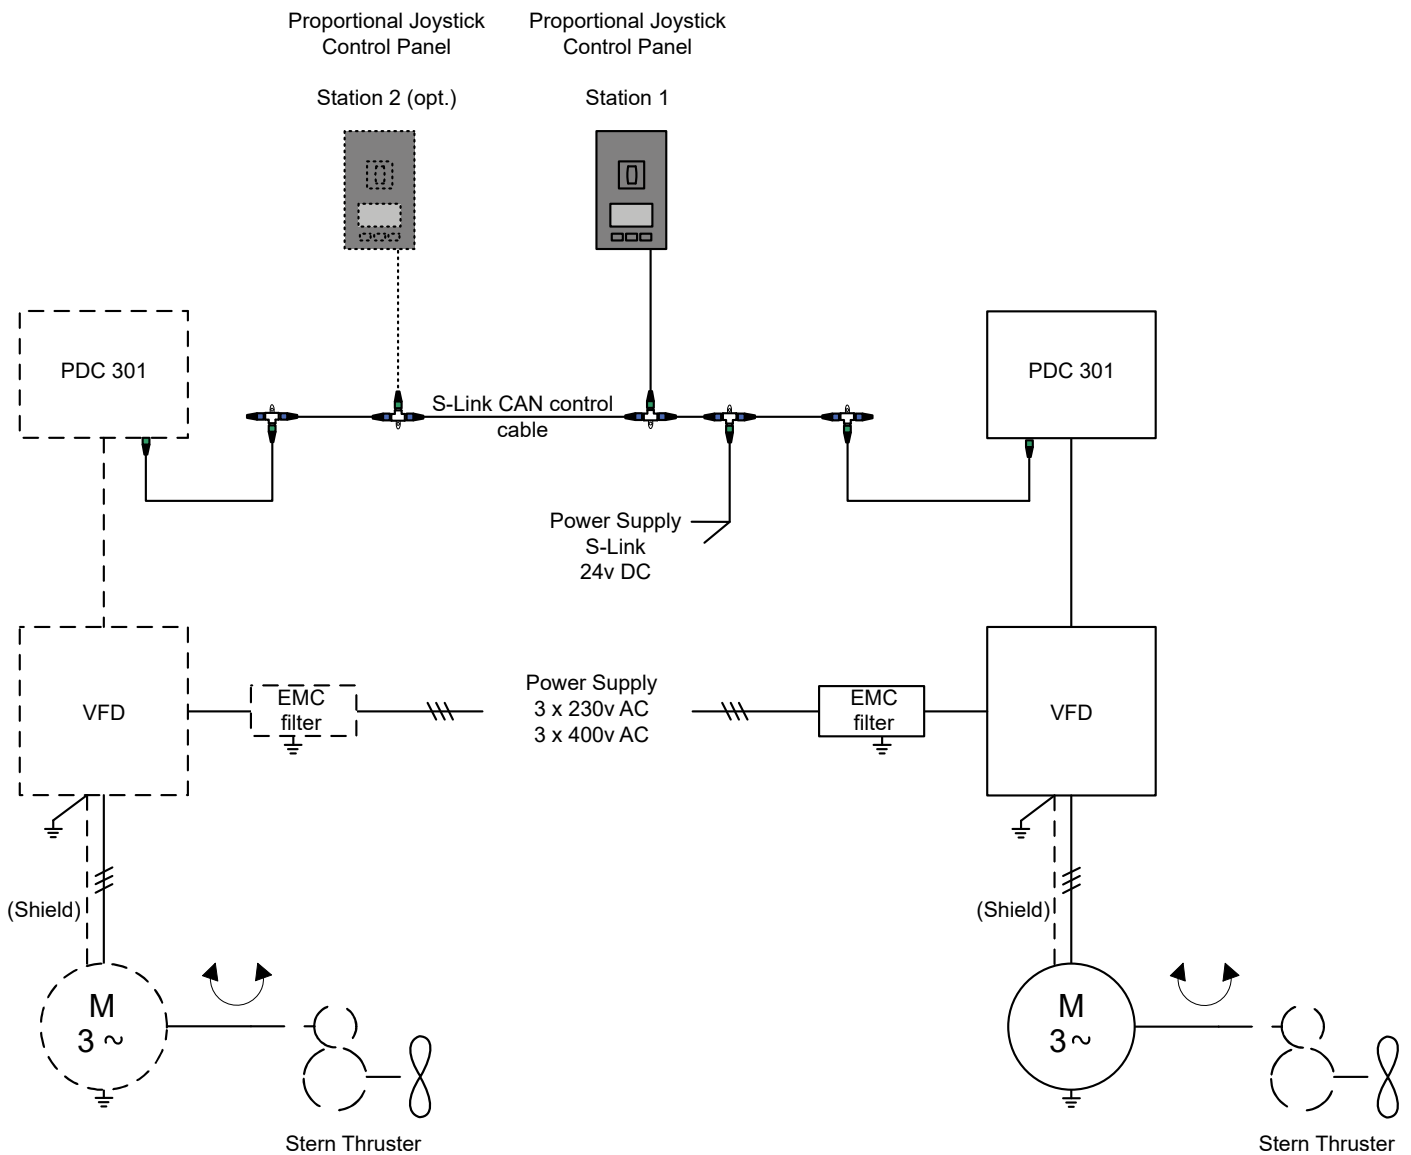 Proportional Joystick
Control Panel
Station 2 (opt.)
Proportional Joystick
Control Panel
Station 1
PDC 301
S-Link CAN control
cable
PDC 301
Power Supply
S-Link
24v DC
VFD
EMC
filter
Power Supply
3 x 230v AC
3 x 400v AC
EMC
filter
VFD
(Shield)
(Shield)
M
3 ~
M
3 ~
Stern Thruster
Stern Thruster